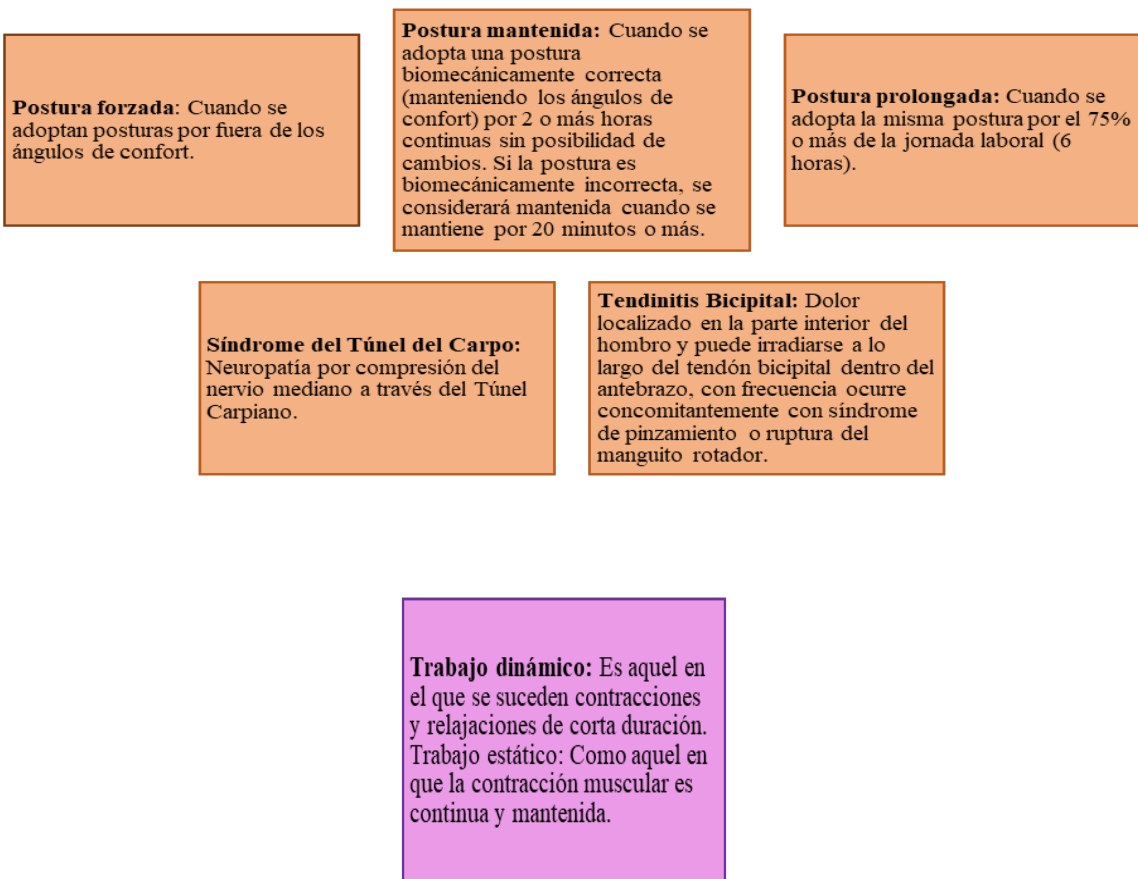 Postura forzada: Cuando se
adoptan posturas por fuera de los
ángulos de confort.
Postura mantenida: Cuando se
adopta una postura
biomecánicamente correcta
(manteniendo los ángulos de
confort) por 2 o más horas
continuas sin posibilidad de
cambios. Si la postura es
biomecánicamente incorrecta, se
considerará mantenida cuando se
mantiene por 20 minutos o más.
Postura prolongada: Cuando se
adopta la misma postura por el 75%
o más de la jornada laboral (6
horas).
Síndrome del Túnel del Carpo:
Neuropatía por compresión del
nervio mediano a través del Túnel
Carpiano.
Tendinitis Bicipital: Dolor
localizado en la parte interior del
hombro y puede irradiarse a lo
largo del tendón bicipital dentro del
antebrazo, con frecuencia ocurre
concomitantemente con síndrome
de pinzamiento o ruptura del
manguito rotador.
Trabajo dinámico: Es aquel en
el que se suceden contracciones
y relajaciones de corta duración.
Trabajo estático: Como aquel en
que la contracción muscular es
continua y mantenida.